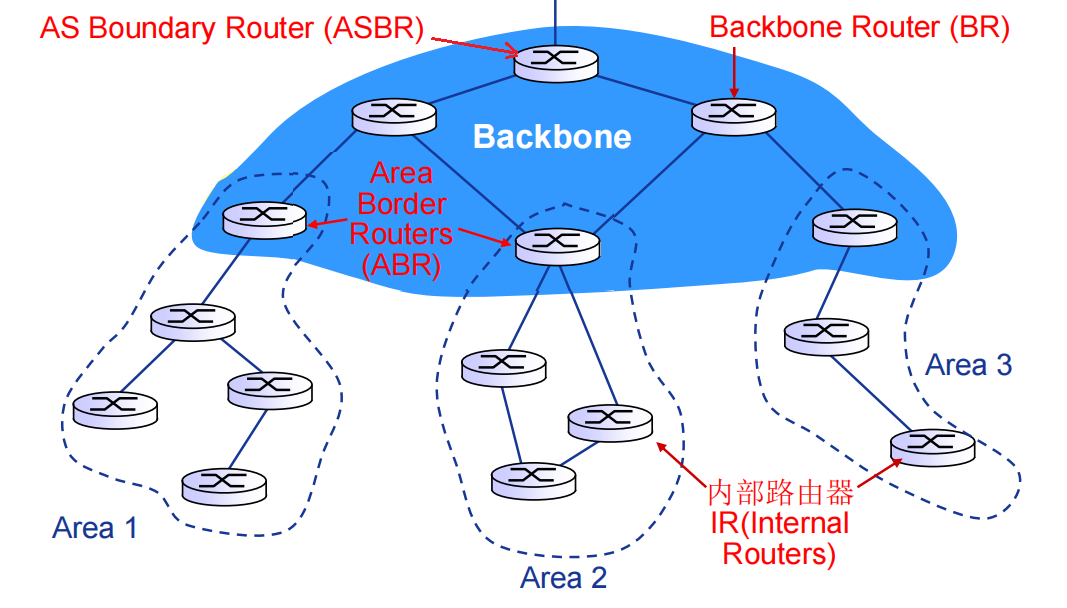 AS Boundary Router (ASBR)
Backbone Router (BR)
Backbone
Area
Border
Routers
(ABR)
Area 3
内部路由器
IR(Internal
Routers)
Area 1
Area 2